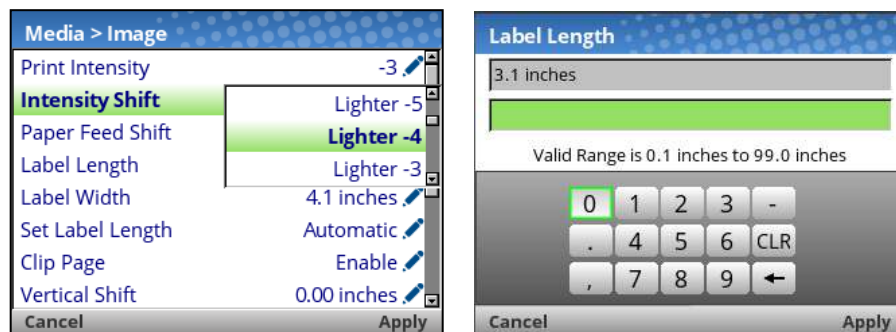 Media > Image
Print Intensity -3
Intensity Shift Lighter -5
Lighter -4
Paper Feed Shift
Label Length Lighter -3
Label Width 4.1 inches
Set Label Length Automatic
Clip Page Enable
Vertical Shift 0.00 inches
Cancel Apply
Label Length
3.1 inches
Valid Range is 0.1 inches to 99.0 inches
0 1 2 3 -
. 4 5 6 CLR
, 7 8 9 ←
Cancel Apply